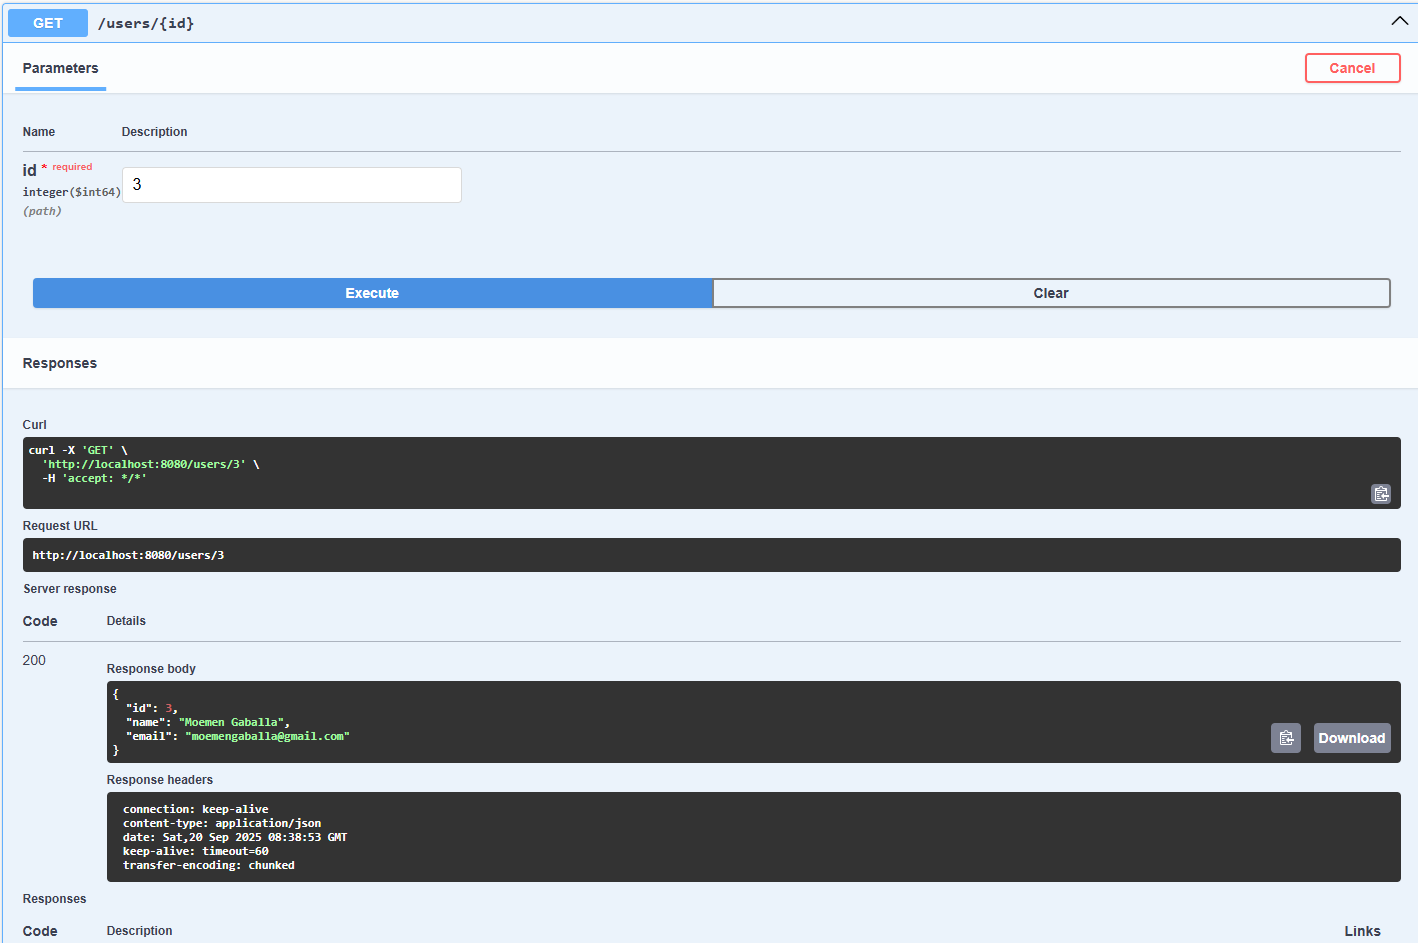 GET /users/{id}
Parameters
Cancel
Name Description
id * required
integer($int64)
(path)
3
Execute Clear
Responses
Curl
curl -X 'GET' \
'http://localhost:8080/users/3' \
-H 'accept: */*'
Request URL
http://localhost:8080/users/3
Server response
Code Details
200
Response body
{
"id": 3,
"name": "Moemen Gaballa",
"email": "moemengaballa@gmail.com"
}
Download
Response headers
connection: keep-alive
content-type: application/json
date: Sat,20 Sep 2025 08:38:53 GMT
keep-alive: timeout=60
transfer-encoding: chunked
Responses
Code Description Links